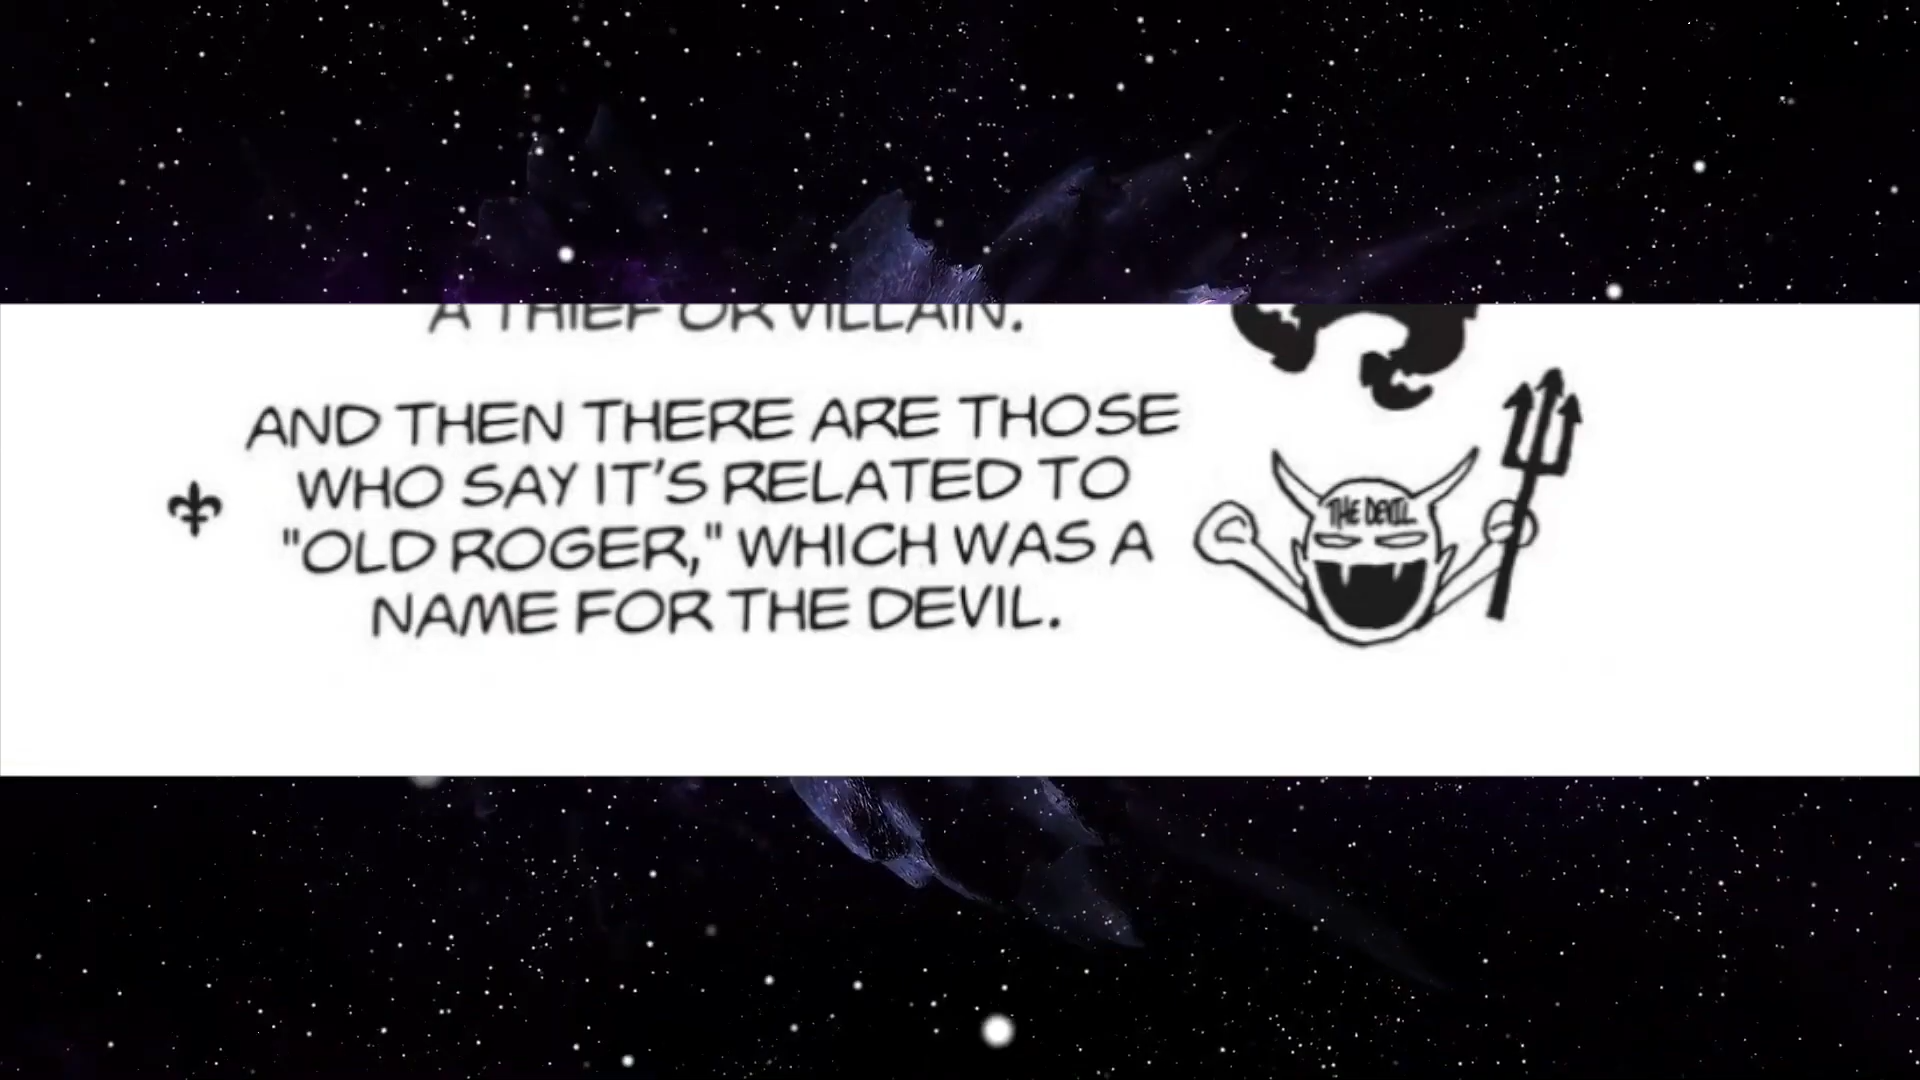 A THIEF OR VILLAIN.
AND THEN THERE ARE THOSE
WHO SAY IT'S RELATED TO
"OLD ROGER," WHICH WAS A
NAME FOR THE DEVIL.
THE DEVIL